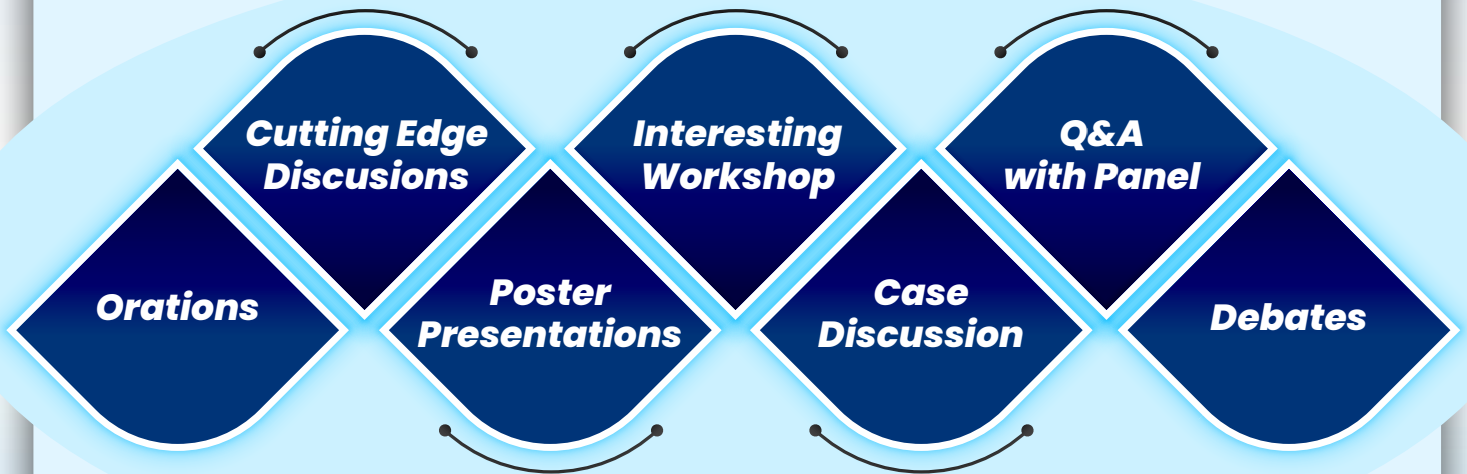 Cutting Edge
Discusions
Interesting
Workshop
Q&A
with Panel
Orations
Poster
Presentations
Case
Discussion
Debates